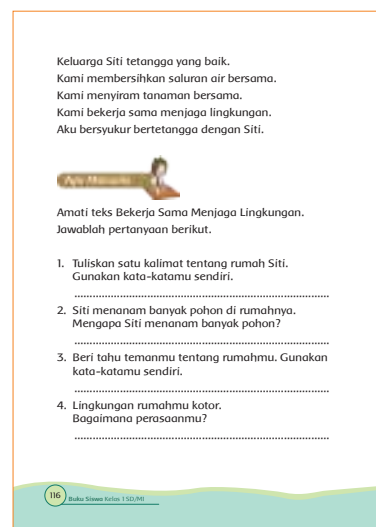 Keluarga Siti tetangga yang baik.
Kami membersihkan saluran air bersama.
Kami menyiram tanaman bersama.
Kami bekerja sama menjaga lingkungan.
Aku bersyukur bertetangga dengan Siti.
Ayo Menulis
Amati teks Bekerja Sama Menjaga Lingkungan.
Jawablah pertanyaan berikut.
1. Tuliskan satu kalimat tentang rumah Siti.
Gunakan kata-katamu sendiri.
....................................................................................
2. Siti menanam banyak pohon di rumahnya.
Mengapa Siti menanam banyak pohon?
....................................................................................
3. Beri tahu temanmu tentang rumahmu. Gunakan
kata-katamu sendiri.
....................................................................................
4. Lingkungan rumahmu kotor.
Bagaimana perasaanmu?
....................................................................................
116 Buku Siswa Kelas 1 SD/MI